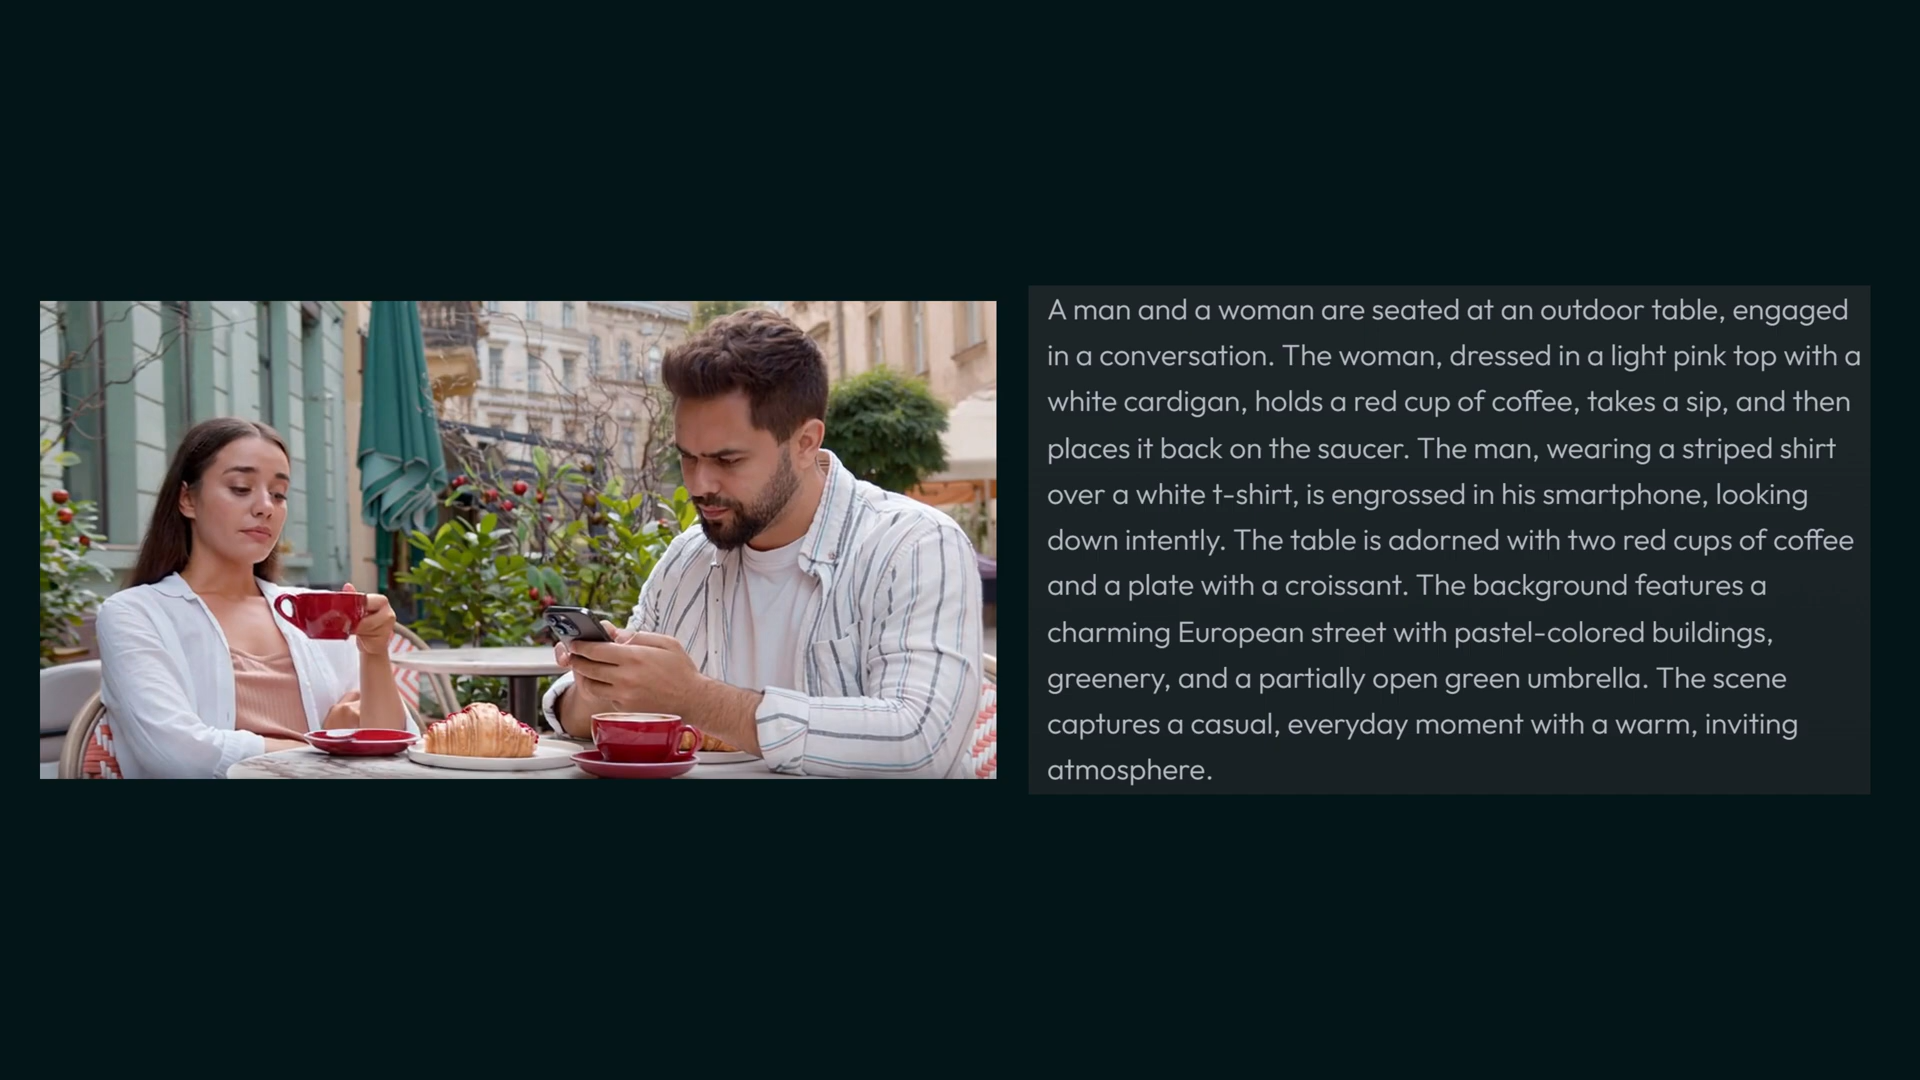 A man and a woman are seated at an outdoor table, engaged
in a conversation. The woman, dressed in a light pink top with a
white cardigan, holds a red cup of coffee, takes a sip, and then
places it back on the saucer. The man, wearing a striped shirt
over a white t-shirt, is engrossed in his smartphone, looking
down intently. The table is adorned with two red cups of coffee
and a plate with a croissant. The background features a
charming European street with pastel-colored buildings,
greenery, and a partially open green umbrella. The scene
captures a casual, everyday moment with a warm, inviting
atmosphere.